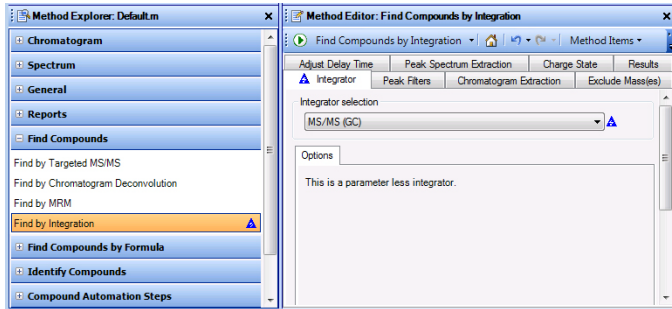 Method Explorer: Default.m
Chromatogram
Spectrum
General
Reports
Find Compounds
Find by Targeted MS/MS
Find by Chromatogram Deconvolution
Find by MRM
Find by Integration
Find Compounds by Formula
Identify Compounds
Compound Automation Steps
Method Editor: Find Compounds by Integration
Find Compounds by Integration Method Items
Adjust Delay Time Peak Spectrum Extraction Charge State Results
Integrator Peak Filters Chromatogram Extraction Exclude Mass(es)
Integrator selection
MS/MS (GC)
Options
This is a parameter less integrator.